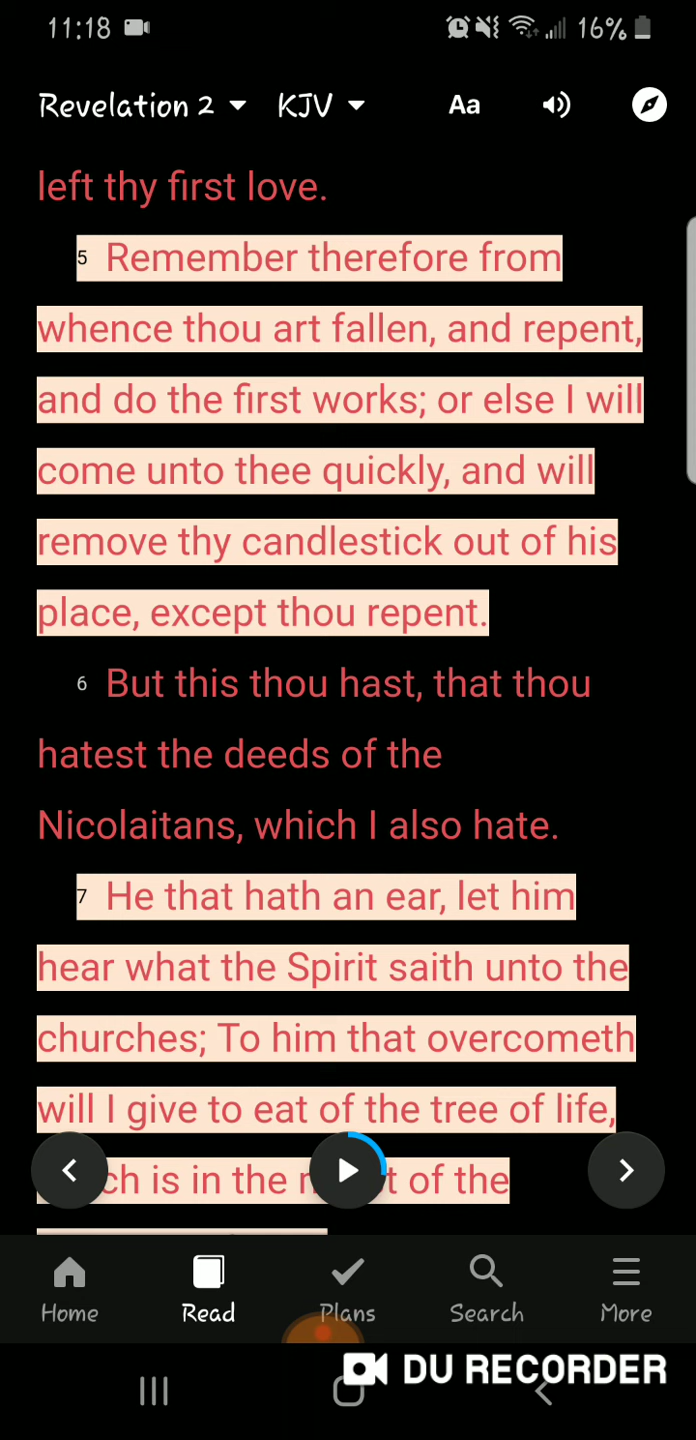 11:18 16%
Revelation 2 KJV Aa
left thy first love.
5 Remember therefore from
whence thou art fallen, and repent,
and do the first works; or else I will
come unto thee quickly, and will
remove thy candlestick out of his
place, except thou repent.
6 But this thou hast, that thou
hatest the deeds of the
Nicolaitans, which I also hate.
7 He that hath an ear, let him
hear what the Spirit saith unto the
churches; To him that overcometh
will I give to eat of the tree of life,
is in the of the
Home Read Plans Search More
DU RECORDER